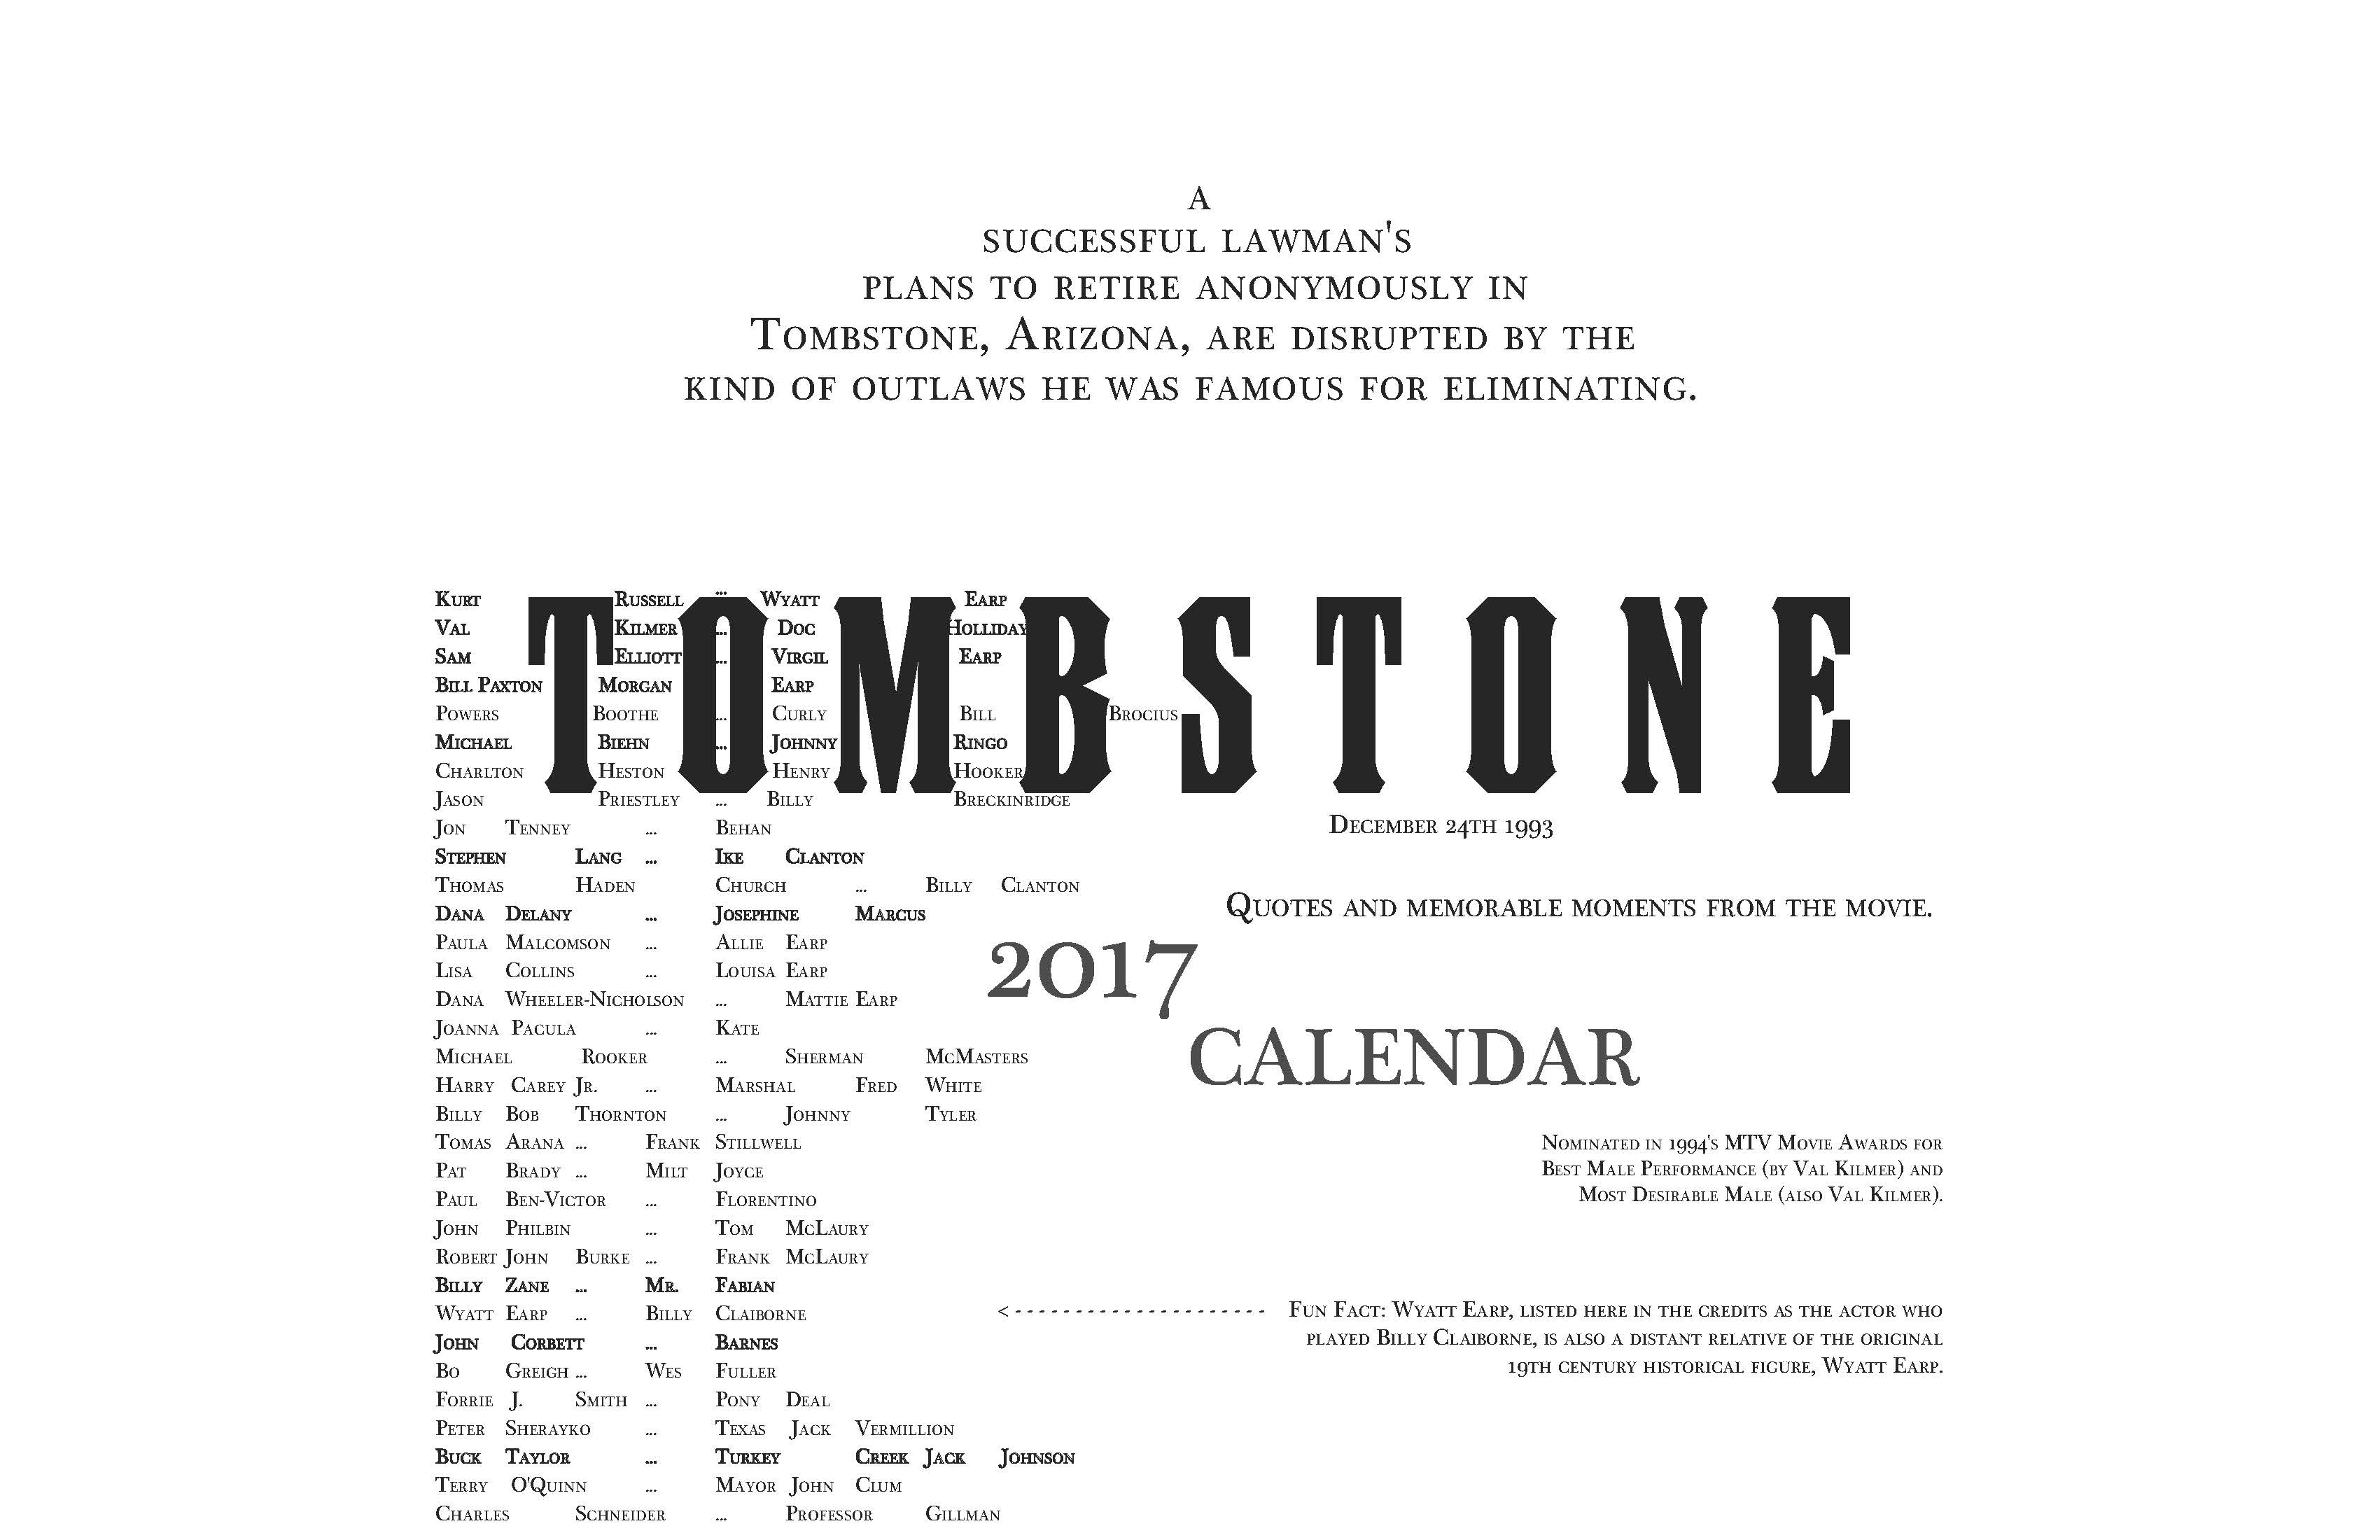 A
SUCCESSFUL LAWMAN'S
PLANS TO RETIRE ANONYMOUSLY IN
TOMBSTONE, ARIZONA, ARE DISRUPTED BY THE
KIND OF OUTLAWS HE WAS FAMOUS FOR ELIMINATING.
TOMBSTONE
Kurt Russell ... Wyatt Earp
Val Kilmer ... Doc Holliday
Sam Elliott ... Virgil Earp
Bill Paxton Morgan Earp
Powers Boothe ... Curly Bill Brocius
Michael Biehn ... Johnny Ringo
Charlton Heston Henry Hooker
Jason Priestley ... Billy Breckinridge
Jon Tenney ... Behan
Stephen Lang ... Ike Clanton
Thomas Haden Church ... Billy Clanton
Dana Delany ... Josephine Marcus
Paula Malcomson ... Allie Earp
Lisa Collins ... Louisa Earp
Dana Wheeler-Nicholson ... Mattie Earp
Joanna Pacula ... Kate
Michael Rooker ... Sherman McMasters
Harry Carey Jr. ... Marshal Fred White
Billy Bob Thornton ... Johnny Tyler
Tomas Arana ... Frank Stillwell
Pat Brady ... Milt Joyce
Paul Ben-Victor ... Florentino
John Philbin ... Tom McLaury
Robert John Burke ... Frank McLaury
Billy Zane ... Mr. Fabian
Wyatt Earp ... Billy Claiborne
John Corbett ... Barnes
Bo Greigh ... Wes Fuller
Forrie J. Smith ... Pony Deal
Peter Sherayko ... Texas Jack Vermillion
Buck Taylor ... Turkey Creek Jack Johnson
Terry O'Quinn ... Mayor John Clum
Charles Schneider ... Professor Gillman
December 24th 1993
Quotes and memorable moments from the movie.
2017
CALENDAR
Nominated in 1994's MTV Movie Awards for
Best Male Performance (by Val Kilmer) and
Most Desirable Male (also Val Kilmer).
<--------------------- Fun Fact: Wyatt Earp, listed here in the credits as the actor who
played Billy Claiborne, is also a distant relative of the original
19th century historical figure, Wyatt Earp.